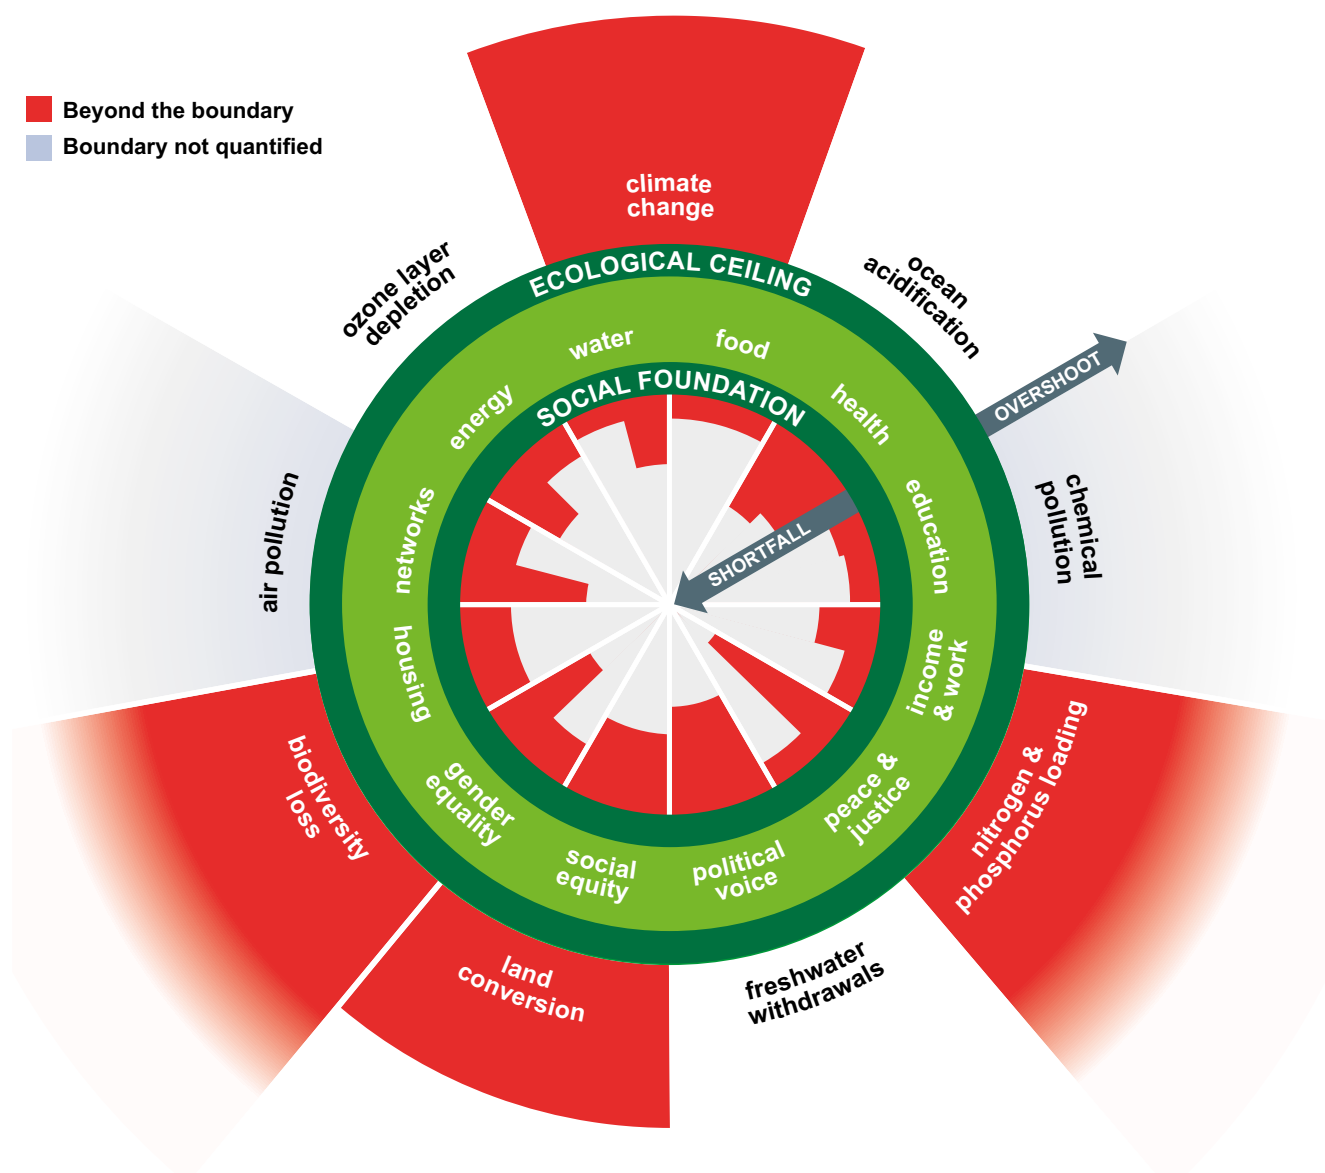 Beyond the boundary
Boundary not quantified
climate
change
ozone layer
depletion
ocean
acidification
ECOLOGICAL CEILING
water
food
energy
health
SOCIAL FOUNDATION
OVERSHOOT
networks
education
air pollution
chemical
pollution
SHORTFALL
housing
income
& work
biodiversity
loss
nitrogen &
phosphorus loading
gender
equality
peace &
justice
social
equity
political
voice
land
conversion
freshwater
withdrawals